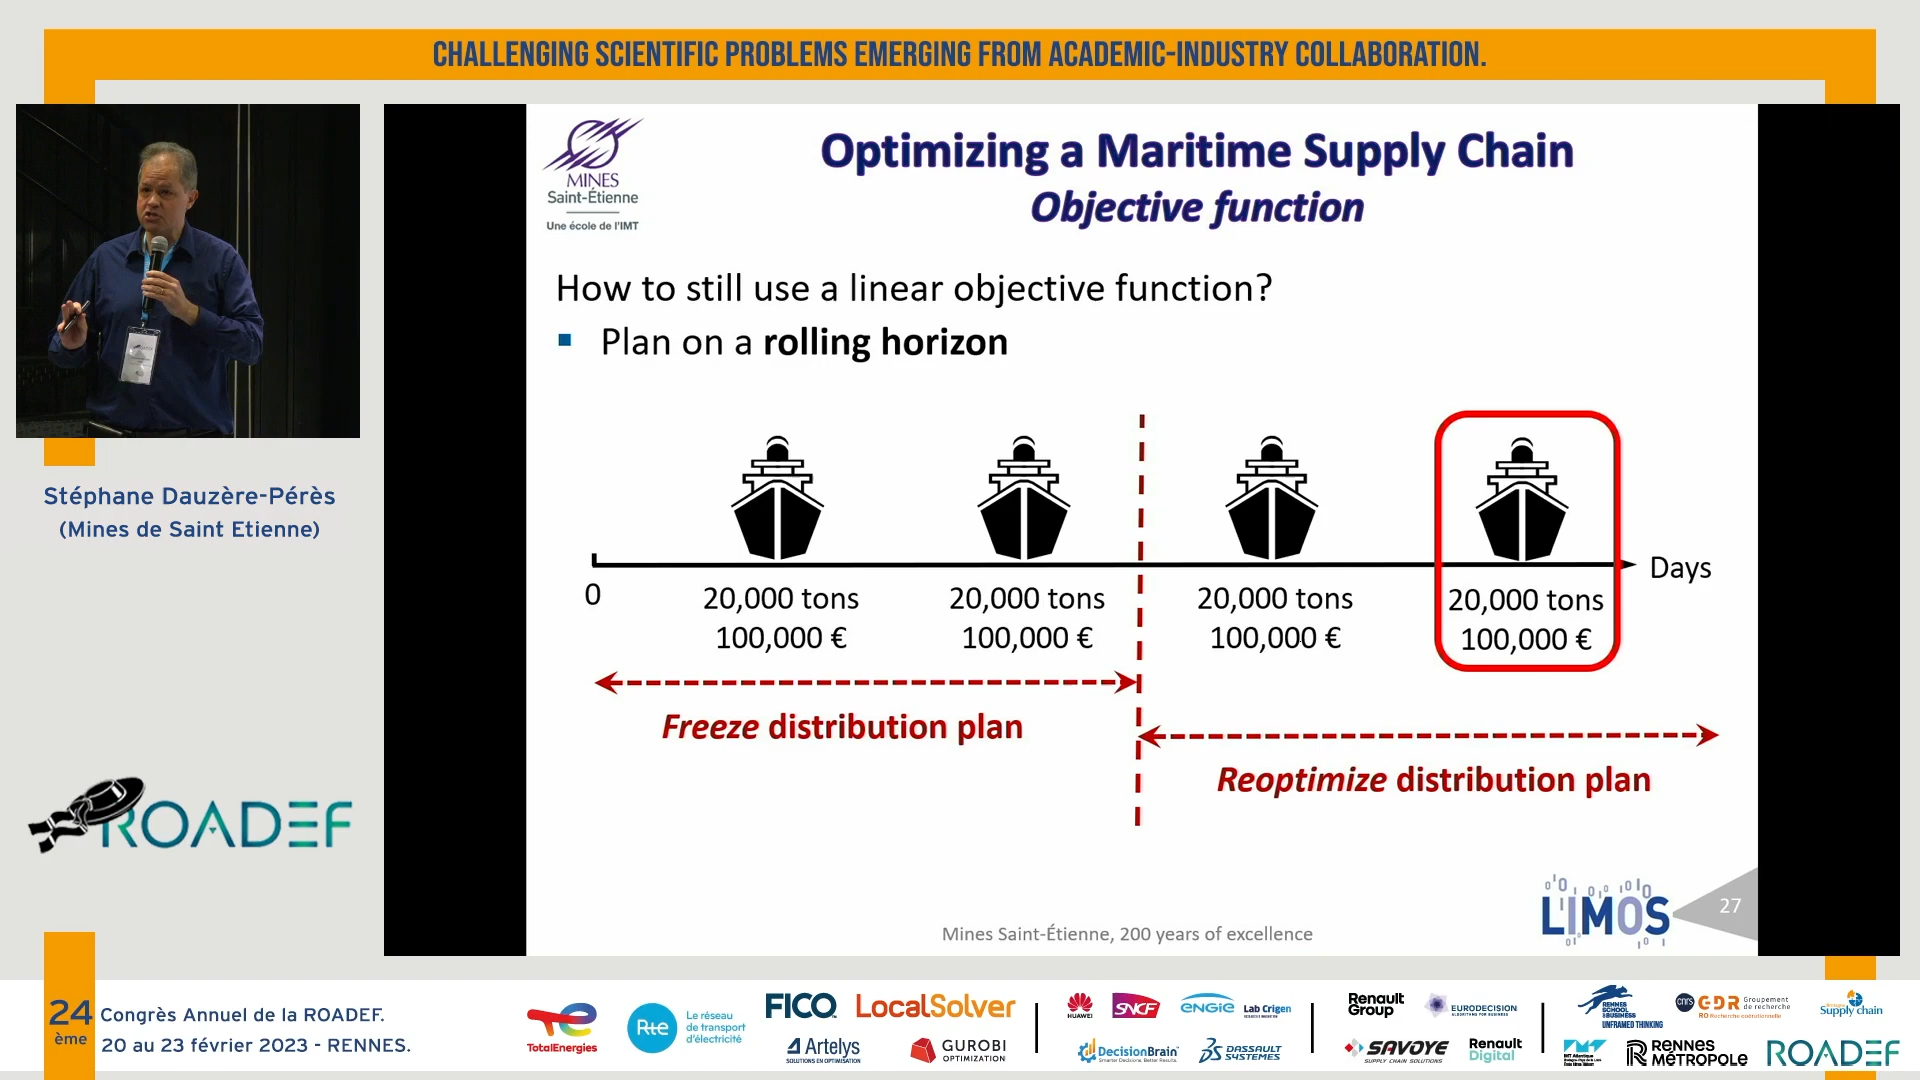 CHALLENGING SCIENTIFIC PROBLEMS EMERGING FROM ACADEMIC-INDUSTRY COLLABORATION.
MINES
Saint-Étienne
Une école de l'IMT
Optimizing a Maritime Supply Chain
Objective function
How to still use a linear objective function?
Plan on a rolling horizon
0
Days
20,000 tons 20,000 tons 20,000 tons 20,000 tons
100,000 € 100,000 € 100,000 € 100,000 €
Freeze distribution plan
Reoptimize distribution plan
Mines Saint-Étienne, 200 years of excellence
LIMOS
27
Stéphane Dauzère-Pérès
(Mines de Saint Etienne)
ROADEF
24 ème
Congrès Annuel de la ROADEF.
20 au 23 février 2023 - RENNES.
TotalEnergies
Rte
Le réseau
de transport
d'électricité
FICO
LocalSolver
Artelys
SOLUTIONS EN OPTIMISATION
GUROBI
OPTIMIZATION
HUAWEI
SNCF
ENGIE
Lab Crigen
DecisionBrain
DASSAULT
SYSTEMES
Renault
Group
EURODECISION
SAVOYE
SUPPLY CHAIN SOLUTIONS
Renault
Digital
RENNES
SCHOOL
OF BUSINESS
UNFRAMED THINKING
cnrs
GDR
Groupement
de recherche
RO Recherche opérationnelle
Supply chain
RENNES
MÉTROPOLE
ROADEF